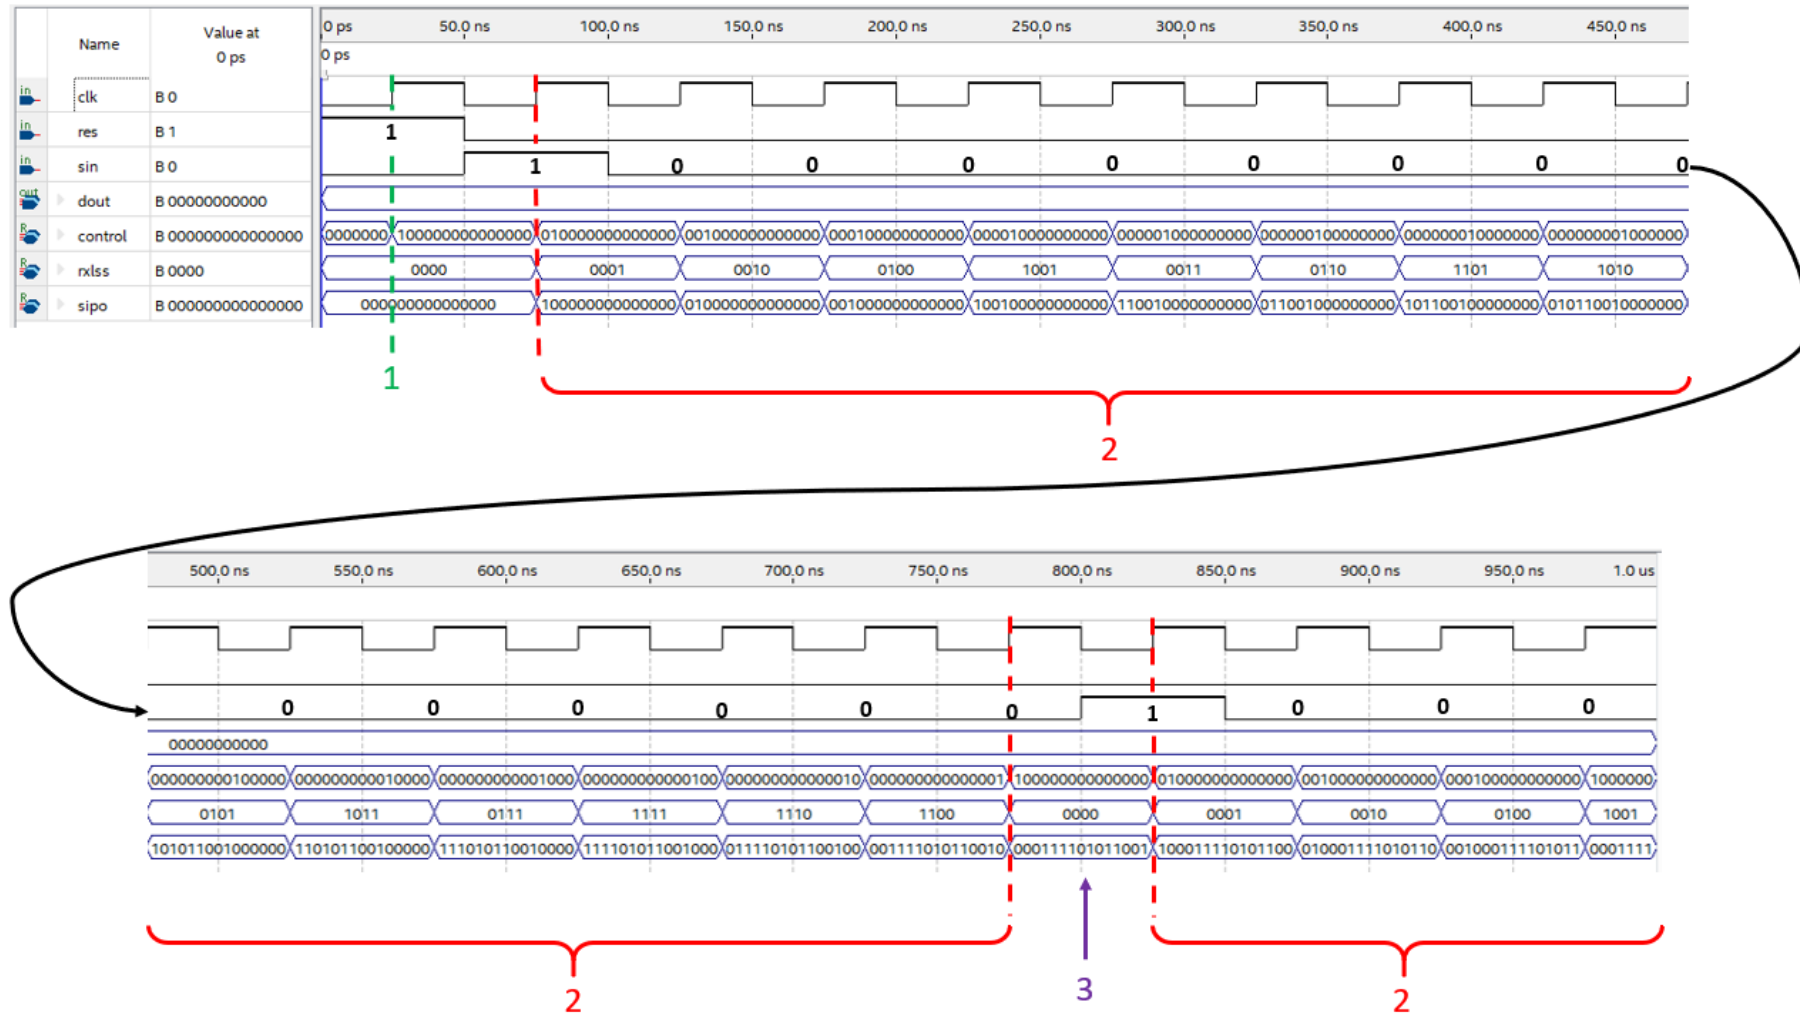 Name
Value at
0 ps
0 ps 50.0 ns 100.0 ns 150.0 ns 200.0 ns 250.0 ns 300.0 ns 350.0 ns 400.0 ns 450.0 ns
0 ps
in clk B 0
in res B 1 1
in sin B 0 1 0 0 0 0 0 0 0 0
out dout B 00000000000
R control B 000000000000000 0000000 100000000000000 010000000000000 001000000000000 000100000000000 000010000000000 000001000000000 000000100000000 000000010000000 000000001000000
R rxlss B 0000 0000 0001 0010 0100 1001 0011 0110 1101 1010
R sipo B 000000000000000 000000000000000 100000000000000 010000000000000 001000000000000 100100000000000 110010000000000 011001000000000 101100100000000 010110010000000
1
2
500.0 ns 550.0 ns 600.0 ns 650.0 ns 700.0 ns 750.0 ns 800.0 ns 850.0 ns 900.0 ns 950.0 ns 1.0 us
0 0 0 0 0 0 1 0 0 0
00000000000
000000000100000 000000000010000 000000000001000 000000000000100 000000000000010 000000000000001 100000000000000 010000000000000 001000000000000 000100000000000 1000000
0101 1011 0111 1111 1110 1100 0000 0001 0010 0100 1001
101011001000000 110101100100000 111010110010000 111101011001000 011110101100100 001111010110010 000111101011001 100011110101100 010001111010110 001000111101011 0001111
2 3 2